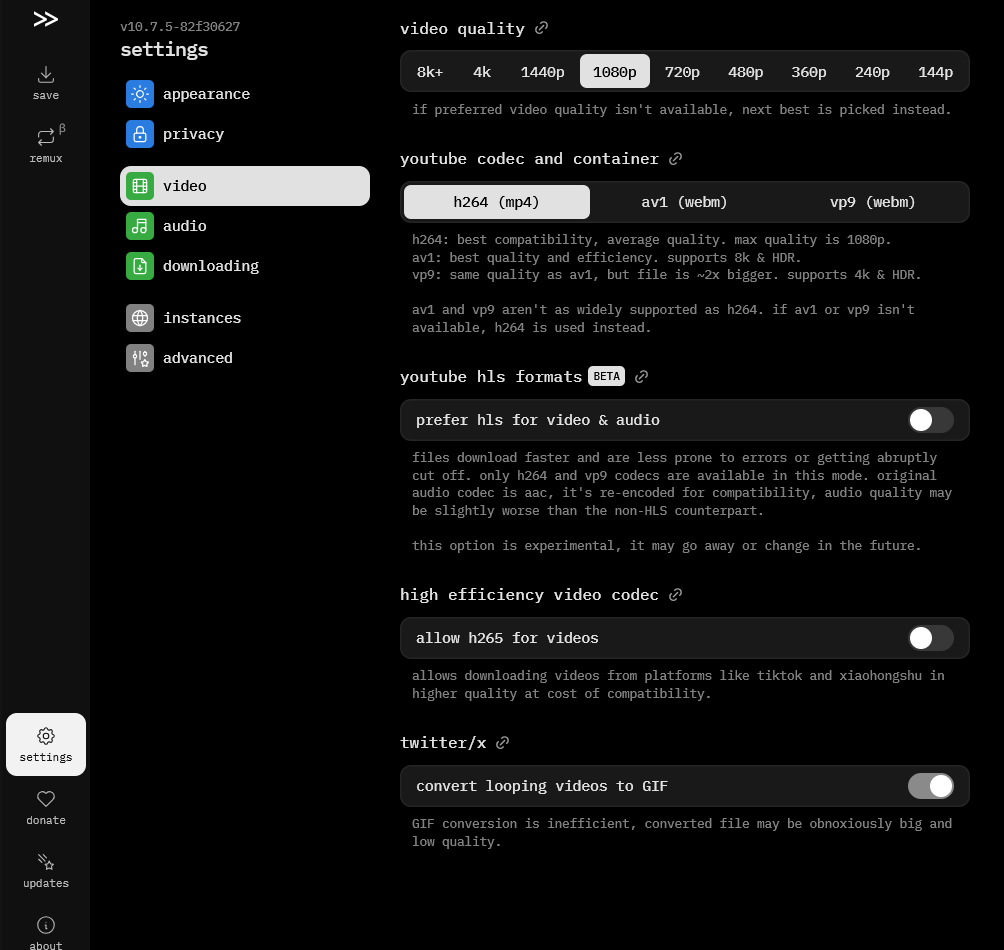 save
remux β
settings
donate
updates
about
v10.7.5-82f30627
settings
appearance
privacy
video
audio
downloading
instances
advanced
video quality
8k+ 4k 1440p 1080p 720p 480p 360p 240p 144p
if preferred video quality isn't available, next best is picked instead.
youtube codec and container
h264 (mp4) av1 (webm) vp9 (webm)
h264: best compatibility, average quality. max quality is 1080p.
av1: best quality and efficiency. supports 8k & HDR.
vp9: same quality as av1, but file is ~2x bigger. supports 4k & HDR.
av1 and vp9 aren't as widely supported as h264. if av1 or vp9 isn't
available, h264 is used instead.
youtube hls formats BETA
prefer hls for video & audio
files download faster and are less prone to errors or getting abruptly
cut off. only h264 and vp9 codecs are available in this mode. original
audio codec is aac, it's re-encoded for compatibility, audio quality may
be slightly worse than the non-HLS counterpart.
this option is experimental, it may go away or change in the future.
high efficiency video codec
allow h265 for videos
allows downloading videos from platforms like tiktok and xiaohongshu in
higher quality at cost of compatibility.
twitter/x
convert looping videos to GIF
GIF conversion is inefficient, converted file may be obnoxiously big and
low quality.